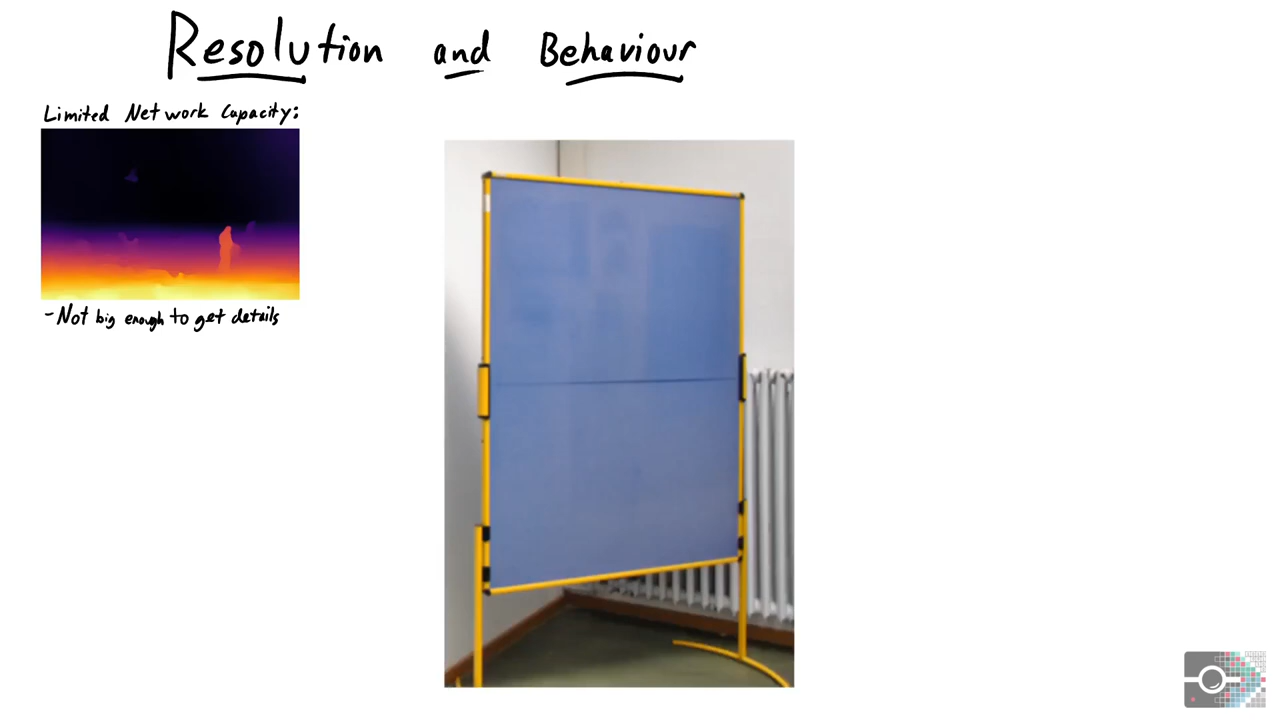 Resolution and Behaviour
Limited Network Capacity:
-Not big enough to get details